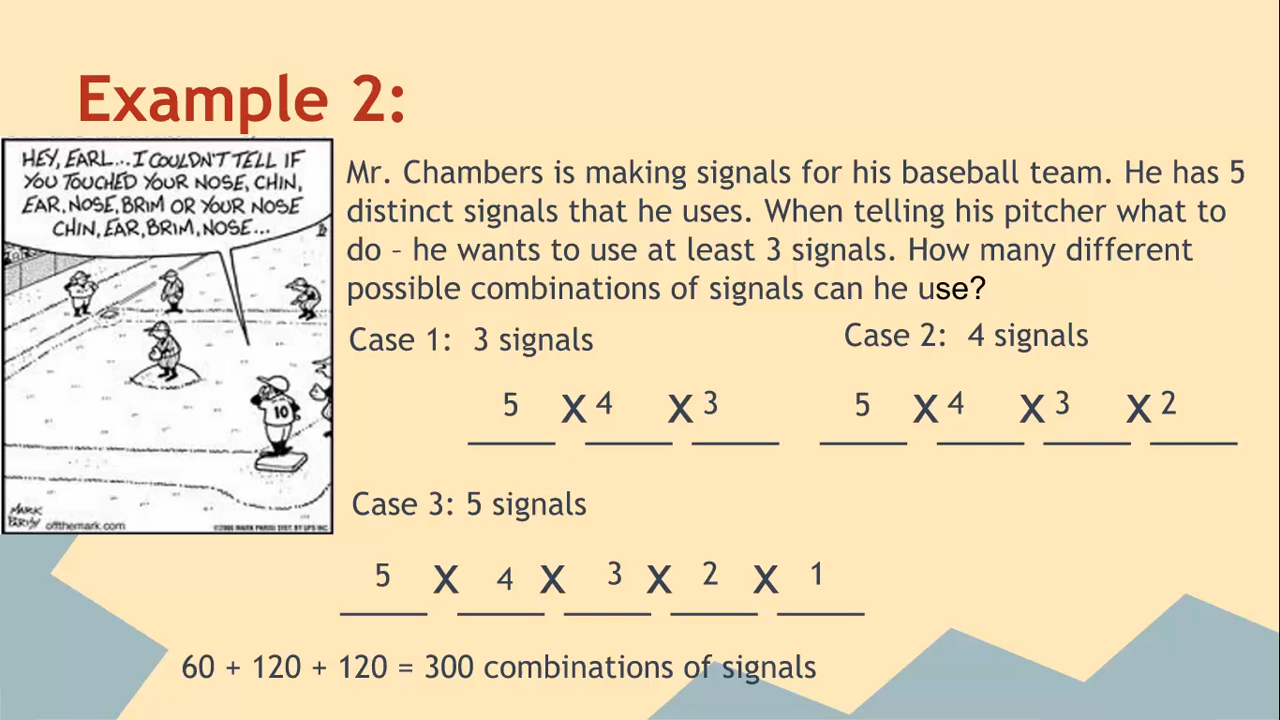 Example 2:
HEY, EARL...I COULDN'T TELL IF
YOU TOUCHED YOUR NOSE, CHIN,
EAR, NOSE, BRIM OR YOUR NOSE
CHIN, EAR, BRIM, NOSE...
10
MARK
PARISI offthemark.com
Mr. Chambers is making signals for his baseball team. He has 5
distinct signals that he uses. When telling his pitcher what to
do – he wants to use at least 3 signals. How many different
possible combinations of signals can he use?
Case 1: 3 signals
5 X 4 X 3
Case 2: 4 signals
5 X 4 X 3 X 2
Case 3: 5 signals
5 X 4 X 3 X 2 X 1
60 + 120 + 120 = 300 combinations of signals